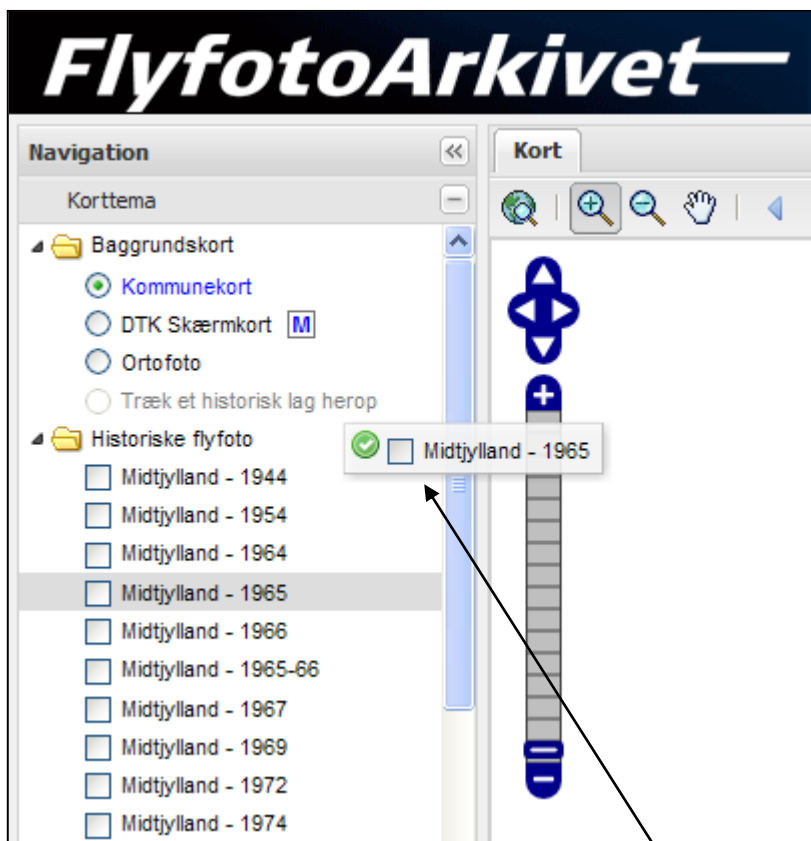 FlyfotoArkivet
Navigation
Kort
Korttema
Baggrundskort
Kommunekort
DTK Skærmkort M
Ortofoto
Træk et historisk lag herop
Historiske flyfoto
Midtjylland - 1965
Midtjylland - 1944
Midtjylland - 1954
Midtjylland - 1964
Midtjylland - 1965
Midtjylland - 1966
Midtjylland - 1965-66
Midtjylland - 1967
Midtjylland - 1969
Midtjylland - 1972
Midtjylland - 1974